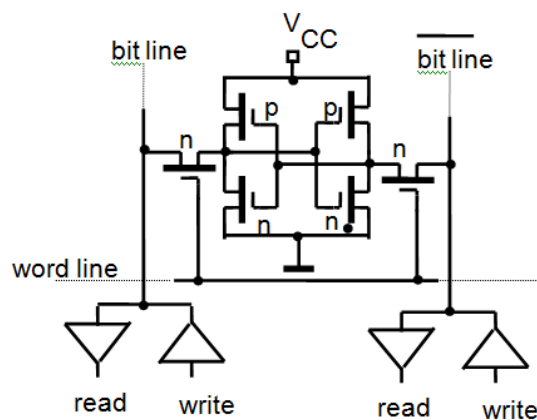 V
CC
bit line
bit line
p
p
n
n
n
n
word line
read
write
read
write